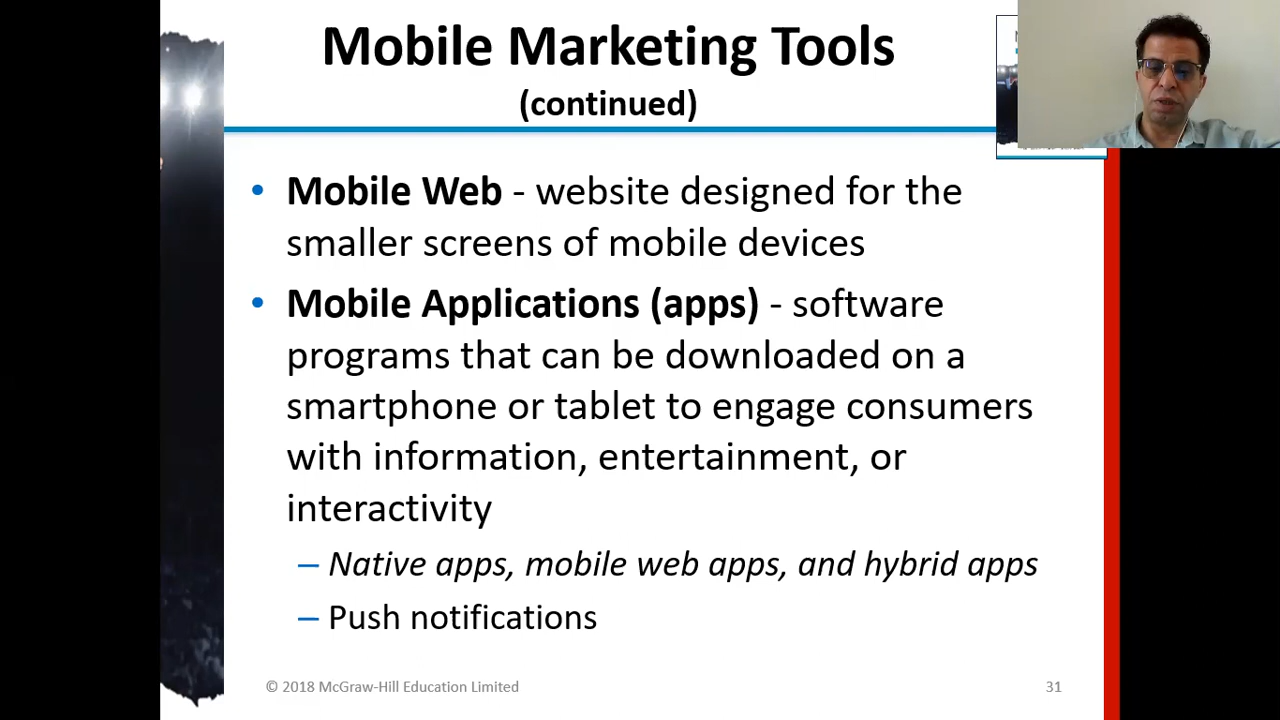 Mobile Marketing Tools
(continued)
• Mobile Web - website designed for the
smaller screens of mobile devices
• Mobile Applications (apps) - software
programs that can be downloaded on a
smartphone or tablet to engage consumers
with information, entertainment, or
interactivity
– Native apps, mobile web apps, and hybrid apps
– Push notifications
© 2018 McGraw-Hill Education Limited
31